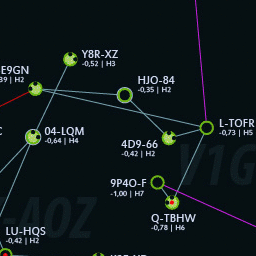 Y8R-XZ
-0,52 | H3
E9GN
39 | H2
HJO-84
-0,35 | H2
L-TOFR
-0,73 | H5
04-LQM
-0,64 | H4
4D9-66
-0,42 | H2
V1G
9P4O-F
-1,00 | H7
-A0Z
Q-TBHW
-0,78 | H6
LU-HQS
-0,42 | H2